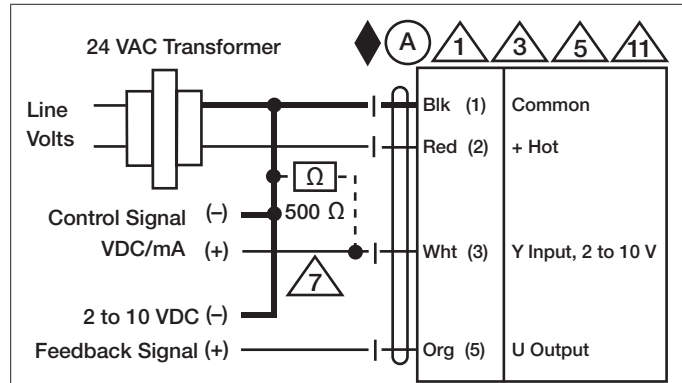 24 VAC Transformer
A 1 3 5 11
Line
Volts
Blk (1) Common
Red (2) + Hot
Ω
500 Ω
Control Signal (–)
VDC/mA (+)
7
Wht (3) Y Input, 2 to 10 V
2 to 10 VDC (–)
Feedback Signal (+)
Org (5) U Output